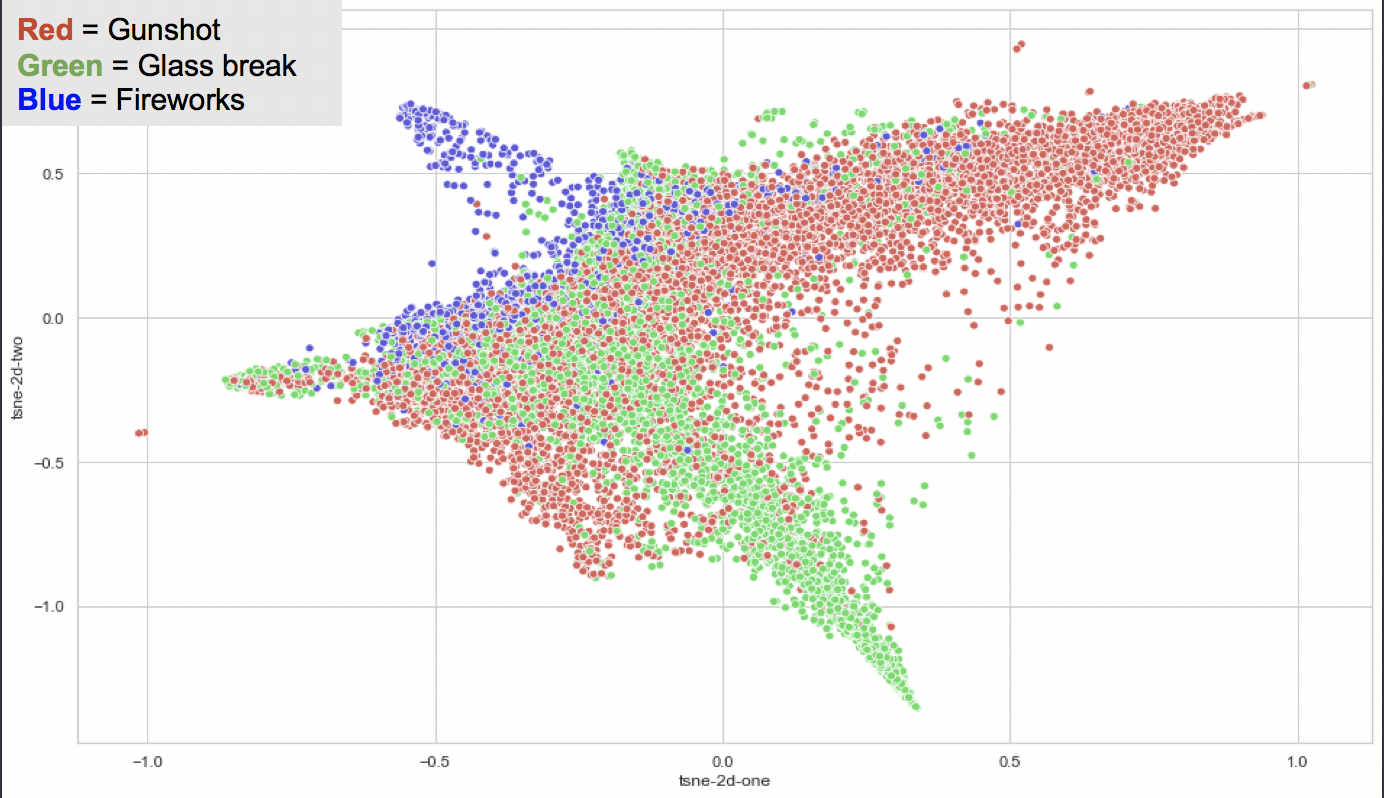 Red = Gunshot
Green = Glass break
Blue = Fireworks
0.5
0.0
−0.5
−1.0
tsne-2d-two
−1.0 −0.5 0.0 0.5 1.0
tsne-2d-one